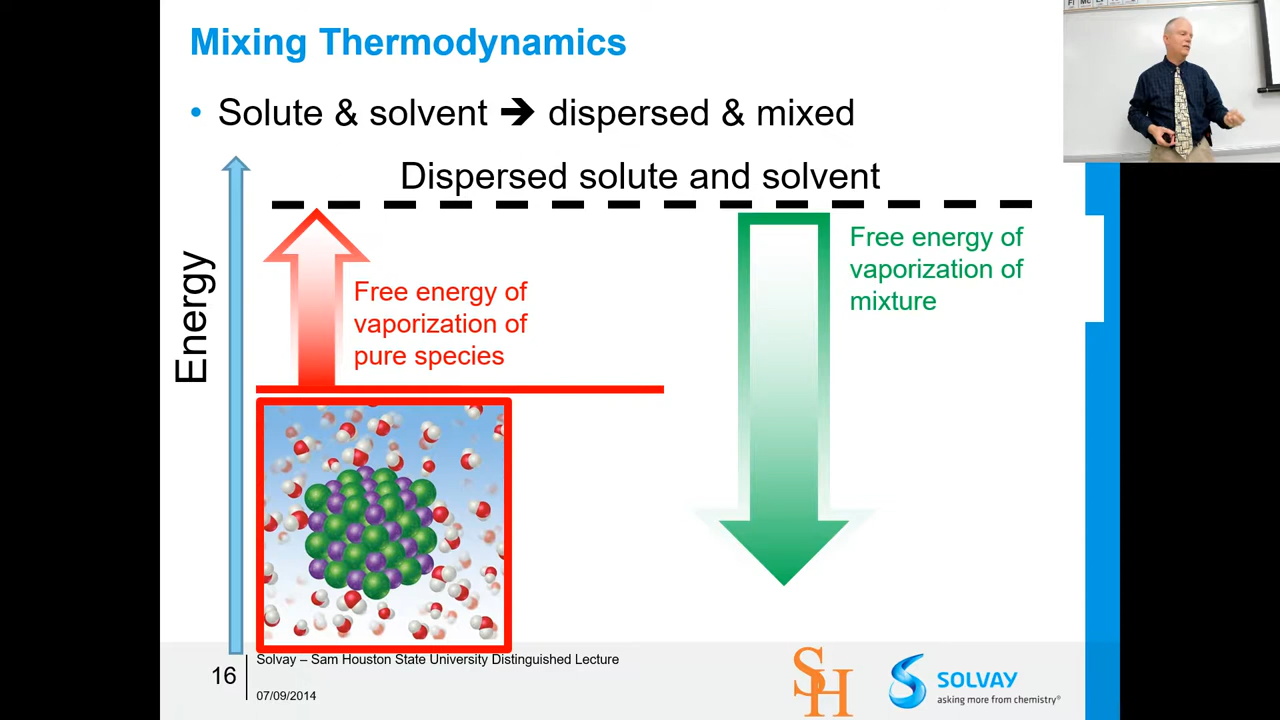 Mixing Thermodynamics
• Solute & solvent ➔ dispersed & mixed
Dispersed solute and solvent
Energy
Free energy of
vaporization of
pure species
Free energy of
vaporization of
mixture
16
Solvay – Sam Houston State University Distinguished Lecture
07/09/2014
SH
SOLVAY
asking more from chemistry®